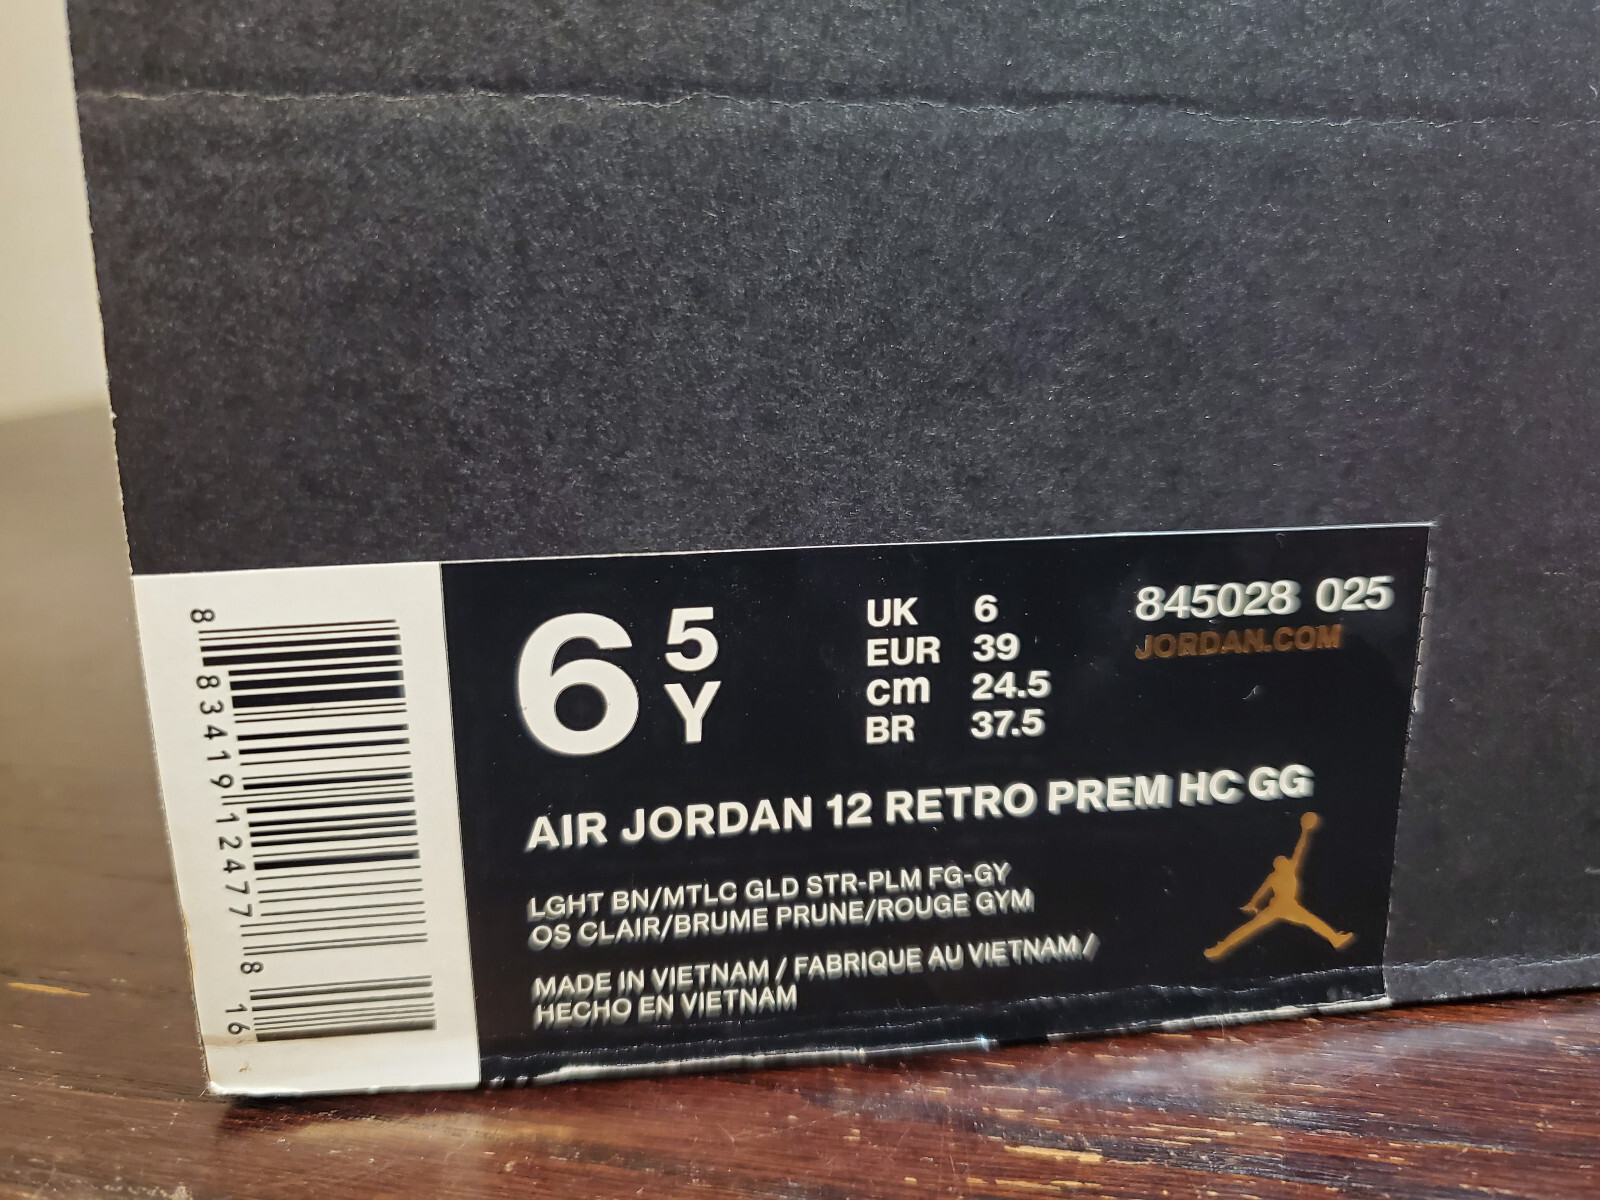 6 5 Y
UK 6
EUR 39
cm 24.5
BR 37.5
845028 025
JORDAN.COM
AIR JORDAN 12 RETRO PREM HC GG
LGHT BN/MTLC GLD STR-PLM FG-GY
OS CLAIR/BRUME PRUNE/ROUGE GYM
MADE IN VIETNAM / FABRIQUE AU VIETNAM /
HECHO EN VIETNAM
8 83419 12477 8 16